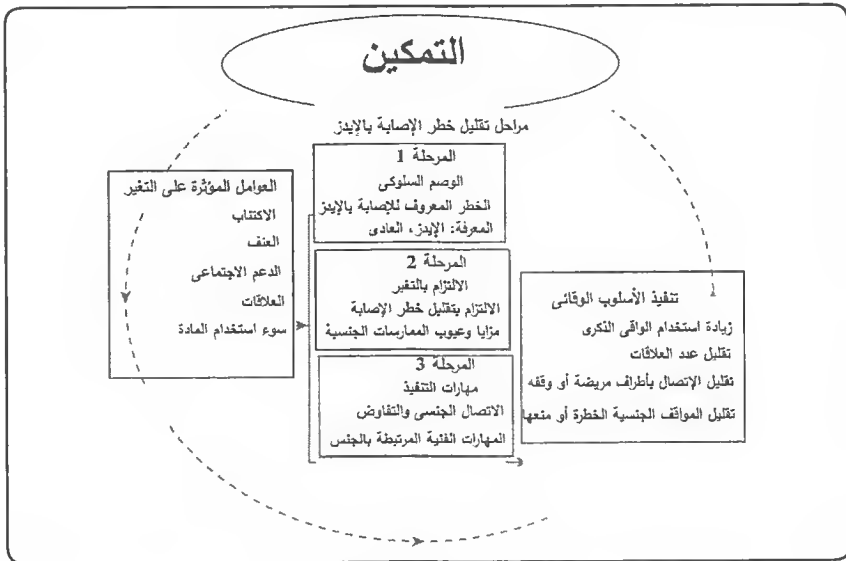 التمكين
مراحل تقليل خطر الإصابة بالإيدز
المرحلة 1
الوصم السلوكى
الخطر المعروف للإصابة بالإيدز
المعرفة: الإيدز، العادى
المرحلة 2
الالتزام بالتغير
الالتزام بتقليل خطر الإصابة
مزايا وعيوب الممارسات الجنسية
المرحلة 3
مهارات التنفيذ
الاتصال الجنسى والتفاوض
المهارات الفنية المرتبطة بالجنس
العوامل المؤثرة على التغير
الاكتئاب
العنف
الدعم الاجتماعى
العلاقات
سوء استخدام المادة
تنفيذ الأسلوب الوقائى
زيادة استخدام الواقى الذكرى
تقليل عدد العلاقات
تقليل الإتصال بأطراف مريضة أو وقفه
تقليل المواقف الجنسية الخطرة أو منعها